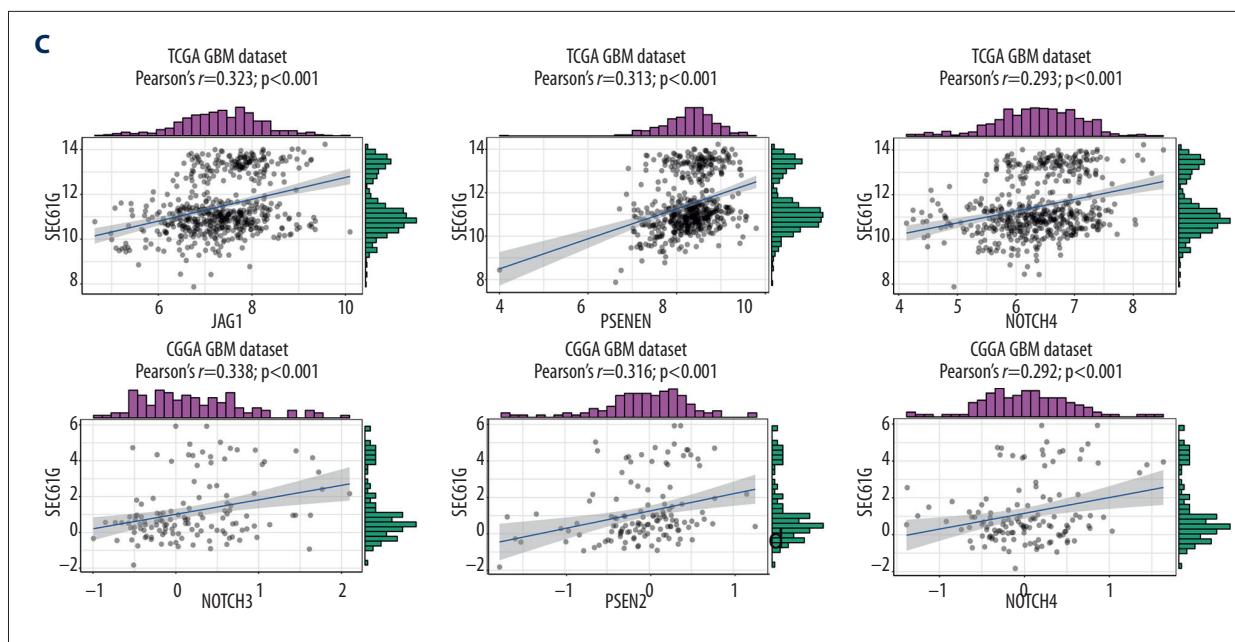 C
TCGA GBM dataset
Pearson's r=0.323; p<0.001
14
12
10
8
SEC61G
6 8 10
JAG1
TCGA GBM dataset
Pearson's r=0.313; p<0.001
14
12
10
8
SEC61G
4 6 8 10
PSENEN
TCGA GBM dataset
Pearson's r=0.293; p<0.001
14
12
10
8
SEC61G
4 5 6 7 8
NOTCH4
CGGA GBM dataset
Pearson's r=0.338; p<0.001
6
4
2
0
−2
SEC61G
−1 0 1 2
NOTCH3
CGGA GBM dataset
Pearson's r=0.316; p<0.001
6
4
2
0
−2
SEC61G
d
−1 0 1
PSEN2
CGGA GBM dataset
Pearson's r=0.292; p<0.001
6
4
2
0
−2
SEC61G
−1 0 1
NOTCH4